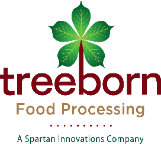 treeborn
Food Processing
A Spartan Innovations Company